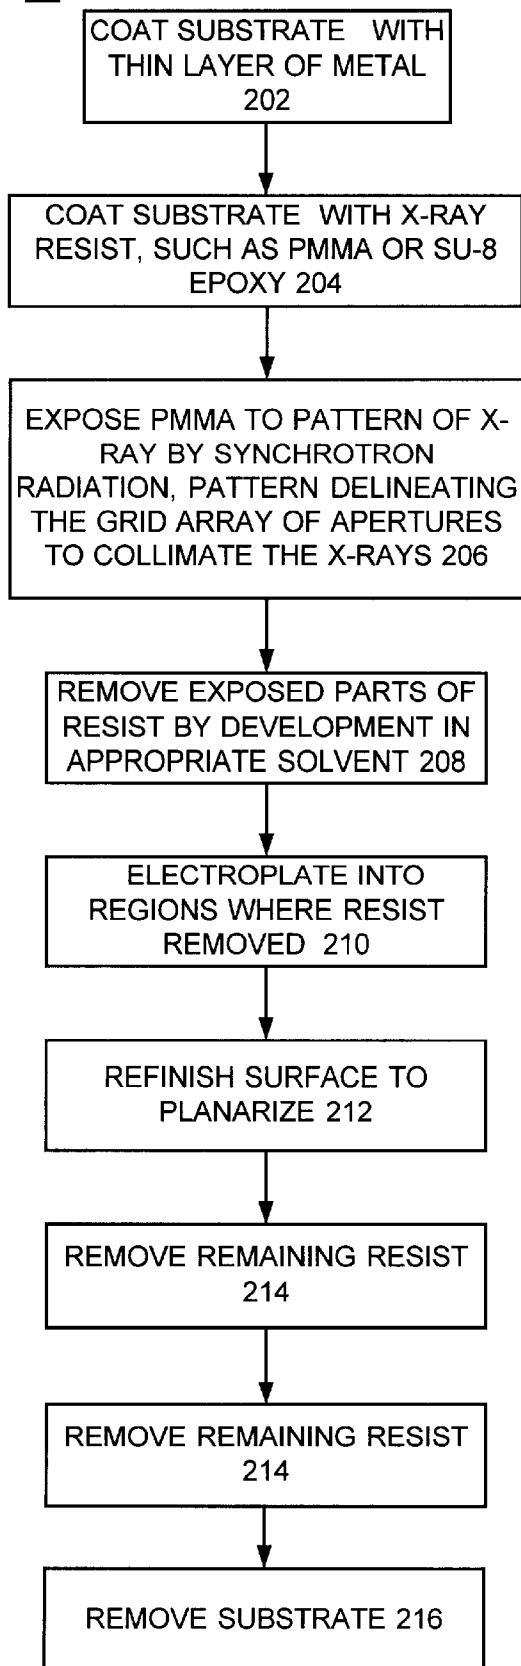 COAT SUBSTRATE WITH
THIN LAYER OF METAL
202
COAT SUBSTRATE WITH X-RAY
RESIST, SUCH AS PMMA OR SU-8
EPOXY 204
EXPOSE PMMA TO PATTERN OF X-
RAY BY SYNCHROTRON
RADIATION, PATTERN DELINEATING
THE GRID ARRAY OF APERTURES
TO COLLIMATE THE X-RAYS 206
REMOVE EXPOSED PARTS OF
RESIST BY DEVELOPMENT IN
APPROPRIATE SOLVENT 208
ELECTROPLATE INTO
REGIONS WHERE RESIST
REMOVED 210
REFINISH SURFACE TO
PLANARIZE 212
REMOVE REMAINING RESIST
214
REMOVE REMAINING RESIST
214
REMOVE SUBSTRATE 216